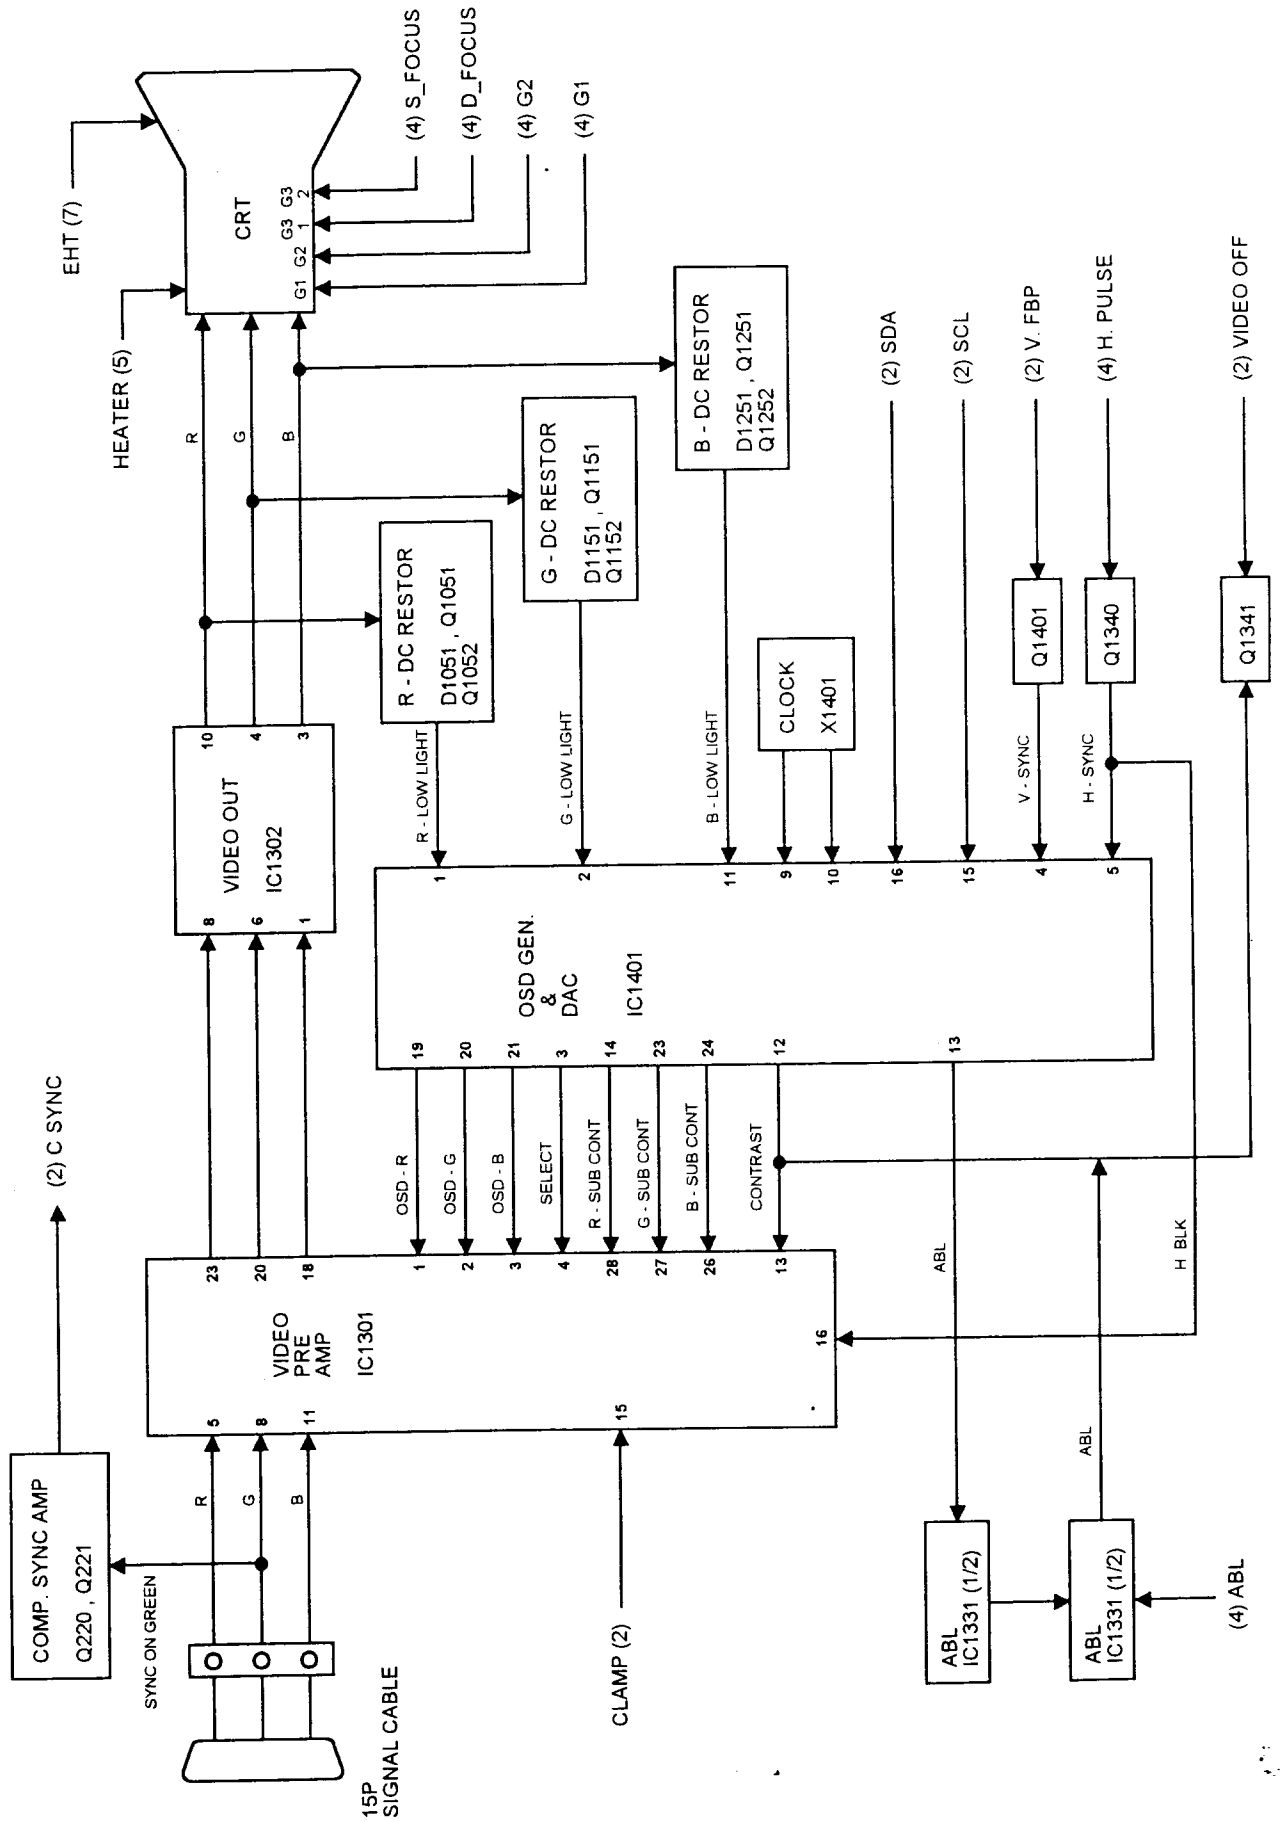 COMP. SYNC AMP
Q220 , Q221
(2) C SYNC
EHT (7)
HEATER (5)
SYNC ON GREEN
15P
SIGNAL CABLE
R
G
B
5
8
11
VIDEO
PRE
AMP
IC1301
23
20
18
8
6
1
VIDEO OUT
IC1302
10
4
3
R
G
B
CRT
G1
G2
G3
1
G3
2
(4) S_FOCUS
(4) D_FOCUS
(4) G2
(4) G1
R - DC RESTOR
D1051 , Q1051
Q1052
G - DC RESTOR
D1151 , Q1151
Q1152
B - DC RESTOR
D1251 , Q1251
Q1252
R - LOW LIGHT
G - LOW LIGHT
B - LOW LIGHT
CLOCK
X1401
(2) SDA
(2) SCL
(2) V. FBP
(4) H. PULSE
(2) VIDEO OFF
Q1401
Q1340
Q1341
V - SYNC
H - SYNC
1
2
11
9
10
16
15
4
5
OSD GEN.
&
DAC
IC1401
19
20
21
3
14
23
24
12
13
OSD - R
OSD - G
OSD - B
SELECT
R - SUB CONT
G - SUB CONT
B - SUB CONT
CONTRAST
1
2
3
4
28
27
26
13
16
15
CLAMP (2)
ABL
ABL
H BLK
ABL
IC1331 (1/2)
ABL
IC1331 (1/2)
(4) ABL